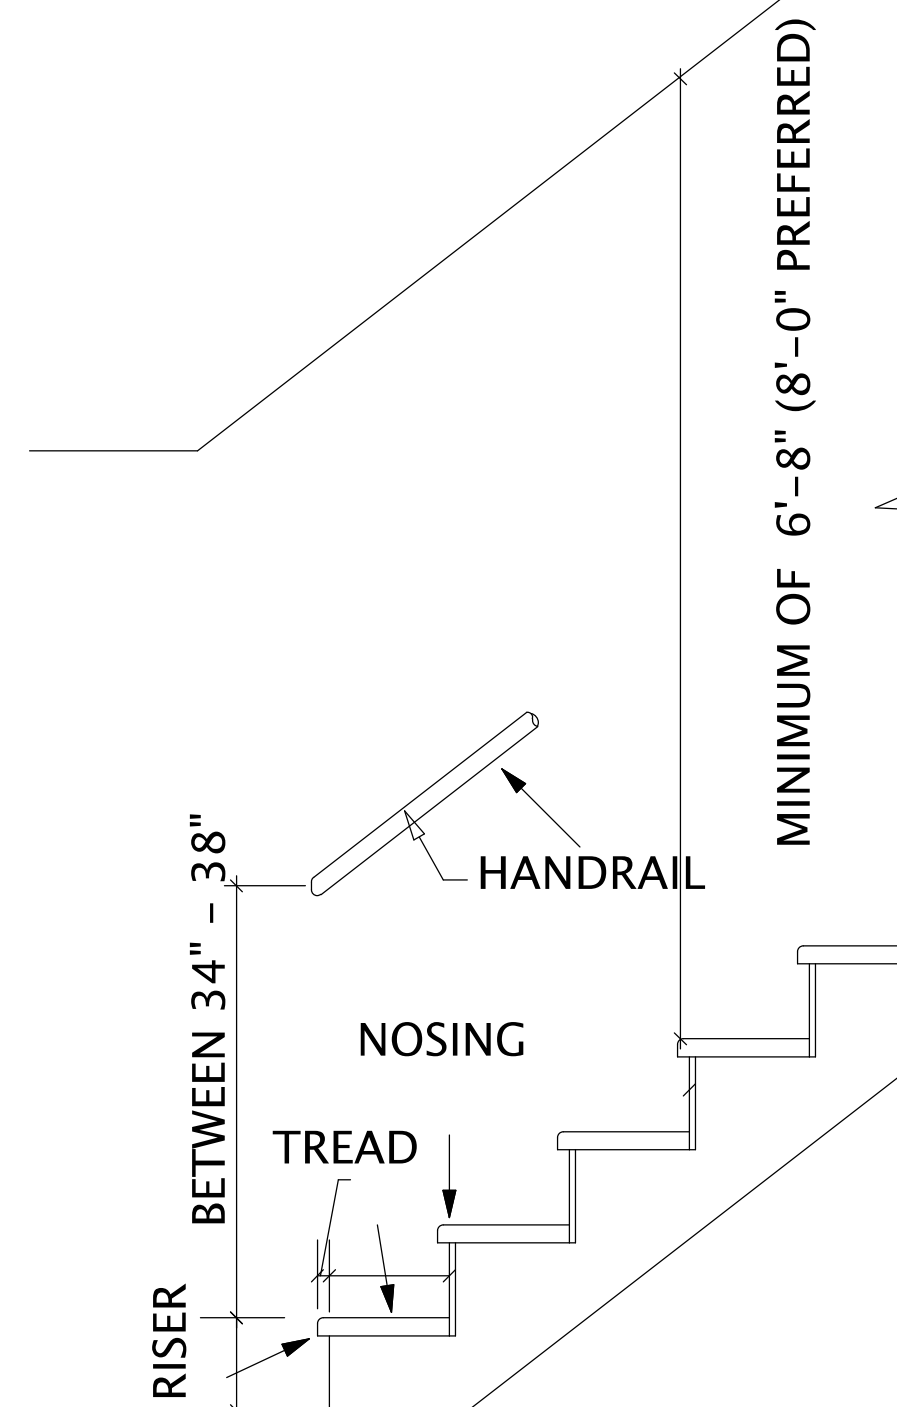 MINIMUM OF 6'-8" (8'-0" PREFERRED)
HANDRAIL
BETWEEN 34" - 38"
NOSING
TREAD
RISER